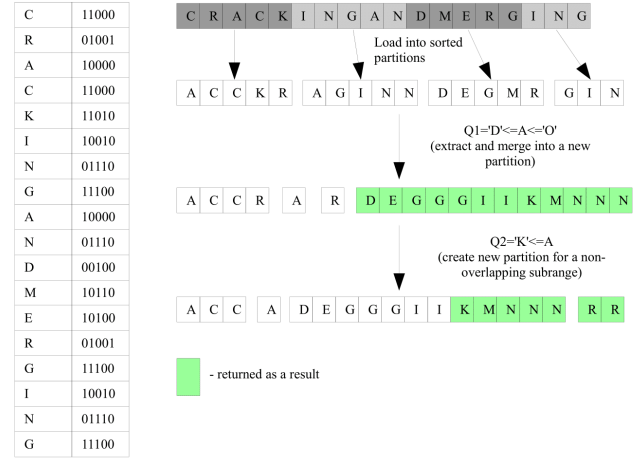 C 11000
R 01001
A 10000
C 11000
K 11010
I 10010
N 01110
G 11100
A 10000
N 01110
D 00100
M 10110
E 10100
R 01001
G 11100
I 10010
N 01110
G 11100
C R A C K I N G A N D M E R G I N G
Load into sorted
partitions
A C C K R A G I N N D E G M R G I N
Q1='D'<=A<='O'
(extract and merge into a new
partition)
A C C R A R D E G G G I I K M N N N
Q2='K'<=A
(create new partition for a non-
overlapping subrange)
A C C A D E G G G I I K M N N N R R
- returned as a result